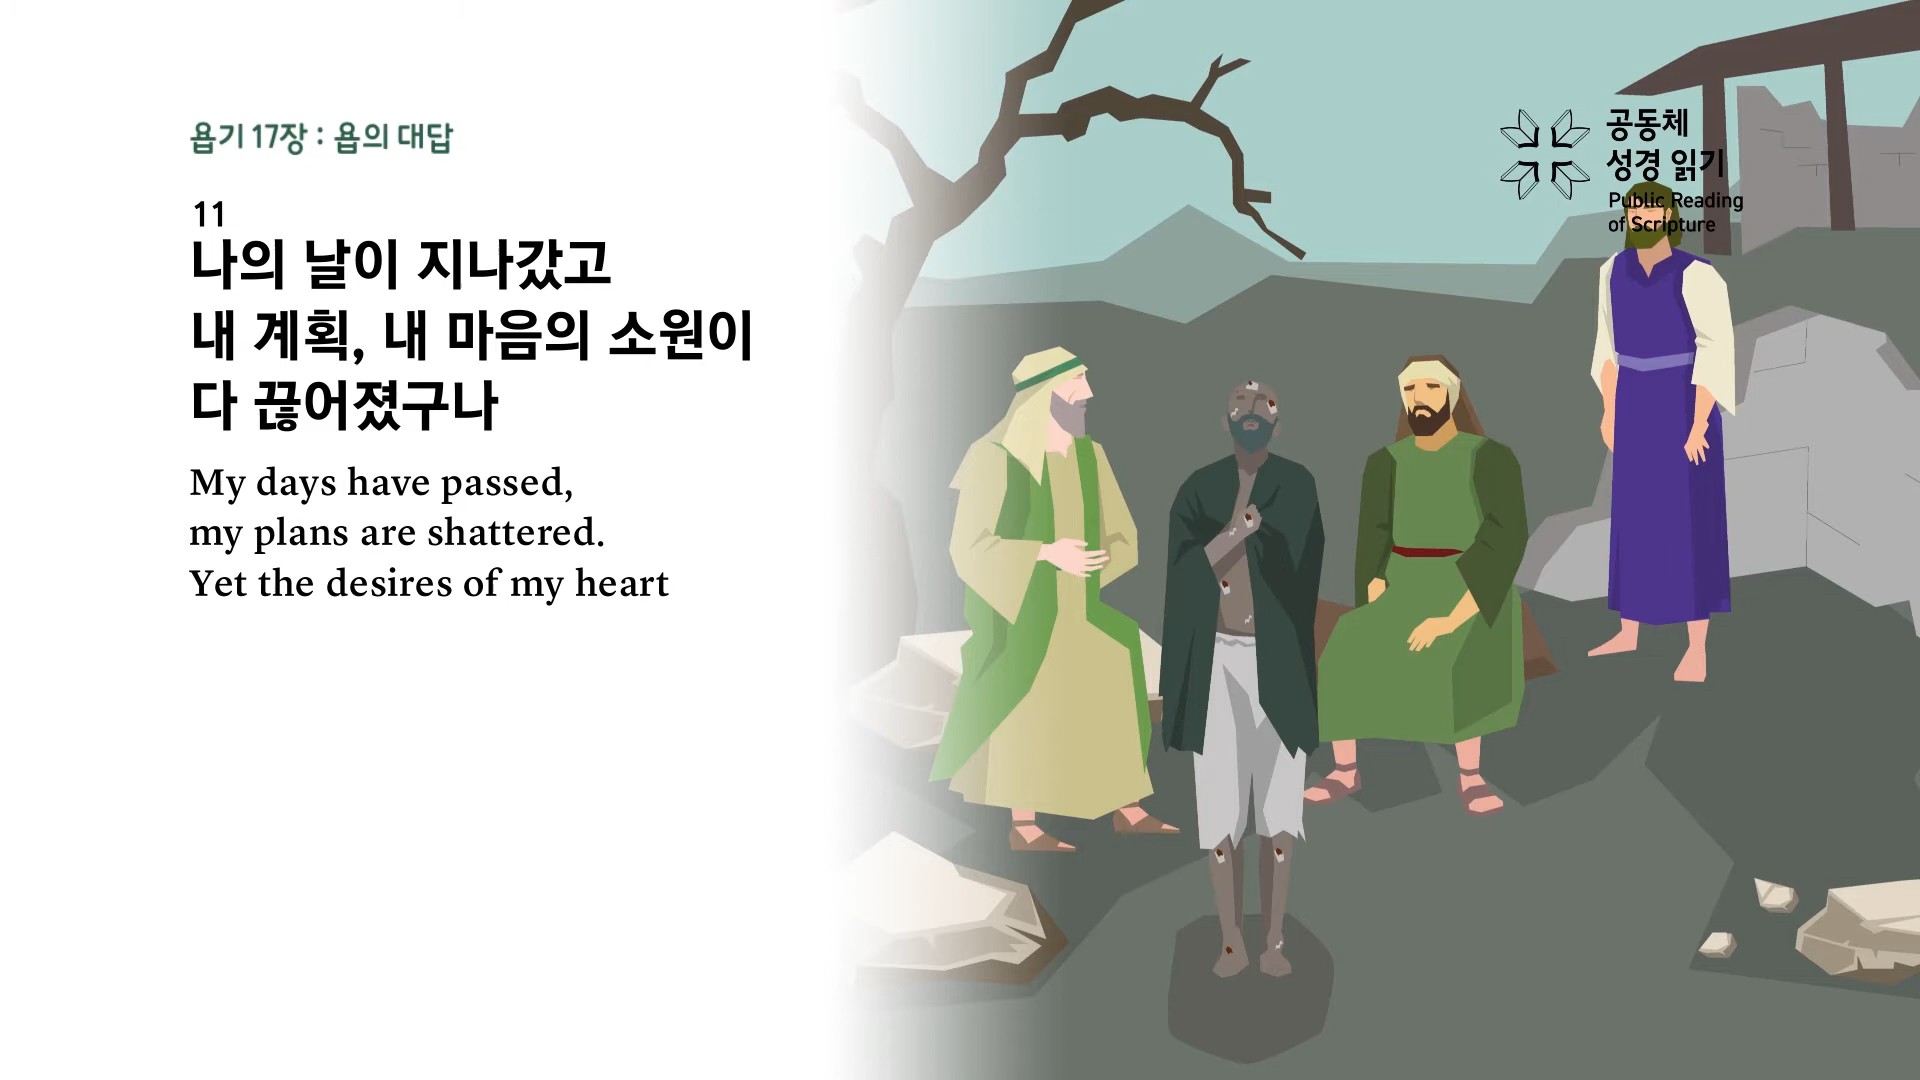 욥기 17장 : 욥의 대답
11
나의 날이 지나갔고
내 계획, 내 마음의 소원이
다 끊어졌구나
My days have passed,
my plans are shattered.
Yet the desires of my heart
공동체
성경 읽기
Public Reading
of Scripture